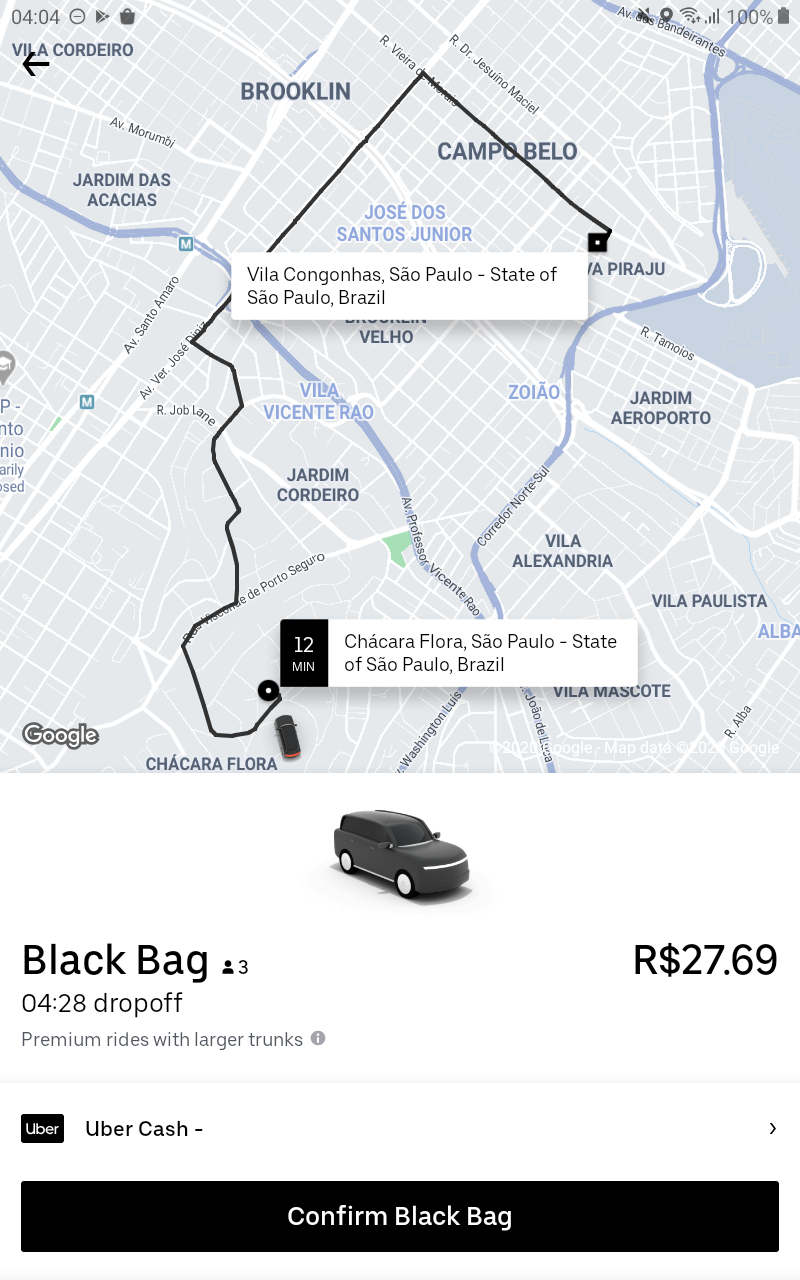 04:04
100%
Av. dos Bandeirantes
VILA CORDEIRO
R. Vieira de Morais
R. Dr. Jesuíno Maciel
BROOKLIN
Av. Morumbi
CAMPO BELO
JARDIM DAS
ACACIAS
JOSÉ DOS
SANTOS JUNIOR
M
VA PIRAJU
Vila Congonhas, São Paulo - State of
São Paulo, Brazil
Av. Santo Amaro
BROOKLIN
VELHO
Av. Ver. José Diniz
R. Tamoios
VILA
VICENTE RAO
ZOIÃO
JARDIM
AEROPORTO
M
R. Job Lane
P -
nto
nio
arily
osed
JARDIM
CORDEIRO
Corredor Norte-Sul
Av. Professor Vicente Rao
VILA
ALEXANDRIA
Rua Visconde de Porto Seguro
VILA PAULISTA
ALBA
12
MIN
Chácara Flora, São Paulo - State
of São Paulo, Brazil
VILA MASCOTE
. Washington Luís
. João de Luca
R. Alba
Google
©2020 Google - Map data ©2020 Google
CHÁCARA FLORA
Black Bag 3
R$27.69
04:28 dropoff
Premium rides with larger trunks
Uber
Uber Cash -
Confirm Black Bag